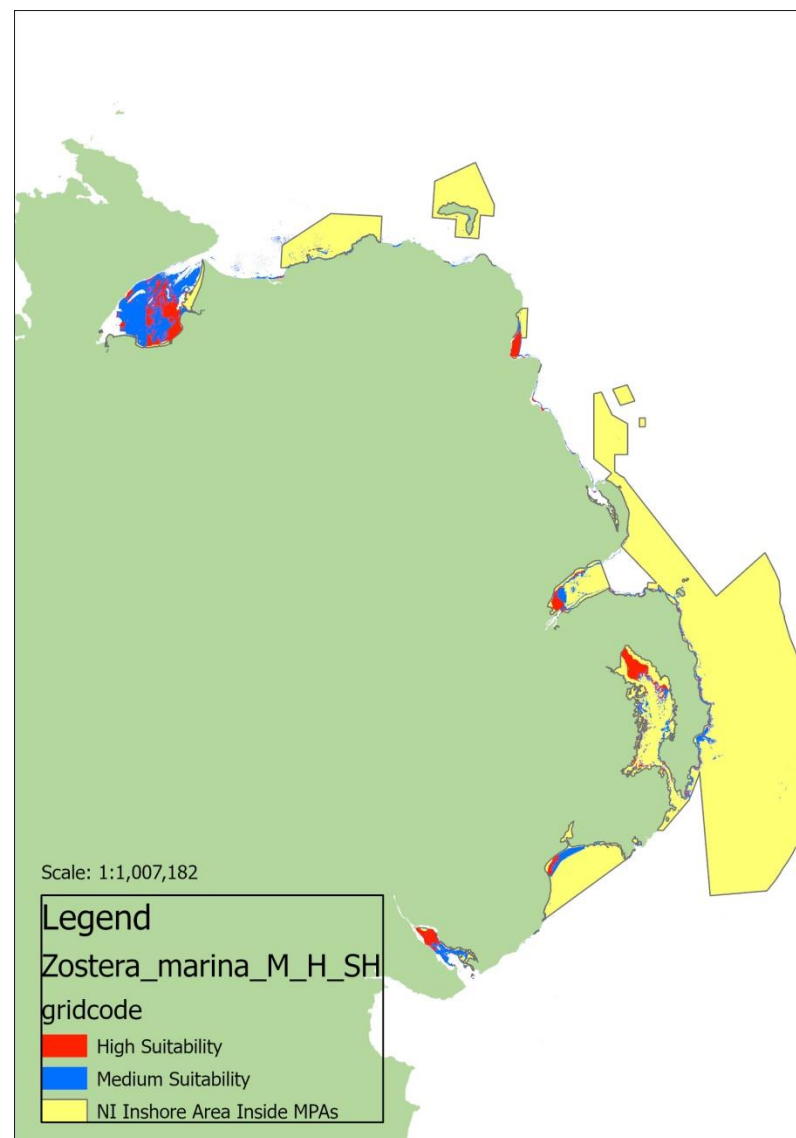 Scale: 1:1,007,182
Legend
Zostera_marina_M_H_SH
gridcode
High Suitability
Medium Suitability
NI Inshore Area Inside MPAs